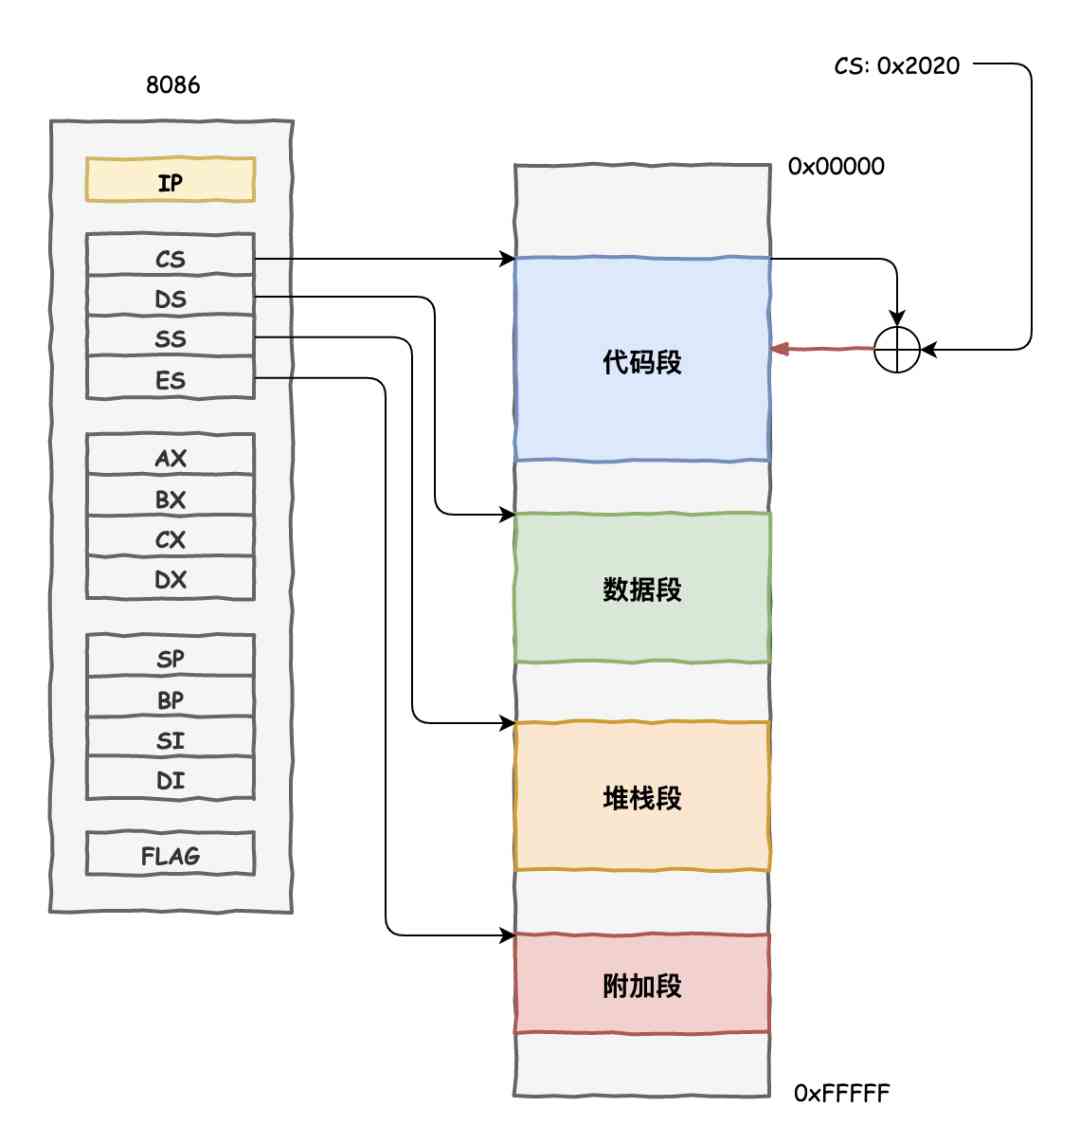 8086
IP
CS
DS
SS
ES
AX
BX
CX
DX
SP
BP
SI
DI
FLAG
CS: 0x2020
0x00000
代码段
数据段
堆栈段
附加段
0xFFFFF